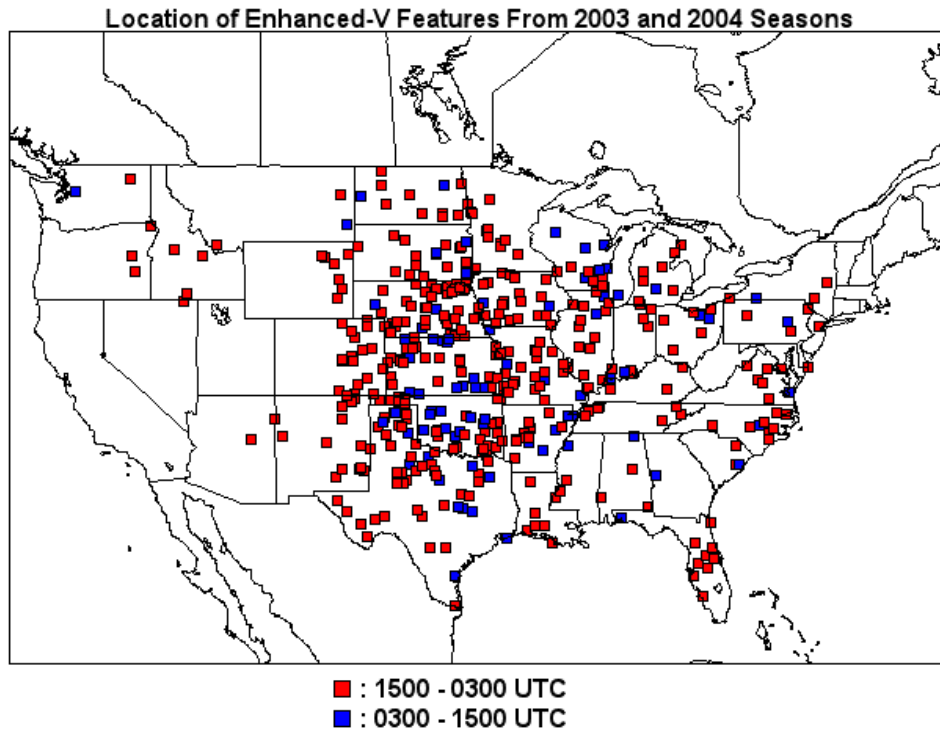 Location of Enhanced-V Features From 2003 and 2004 Seasons
: 1500 - 0300 UTC
: 0300 - 1500 UTC